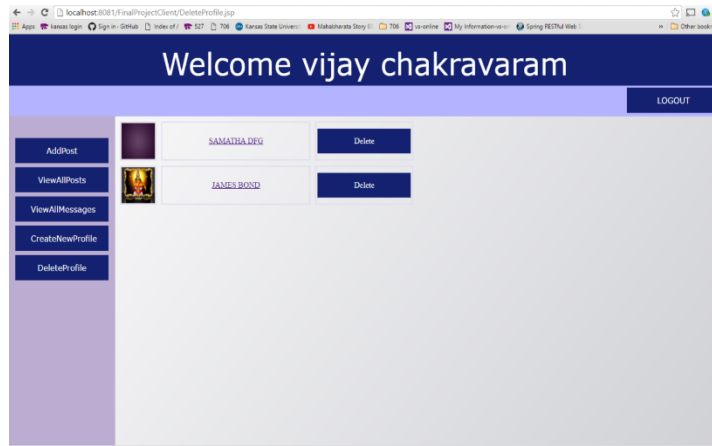 localhost:8081/FinalProjectClient/DeleteProfile.jsp
Apps kansas login Sign in · GitHub Index of / 527 706 Kansas State Universi Mahabharata Story 706 vs-online My Information-vs-o Spring RESTful Web S » Other book
Welcome vijay chakravaram
LOGOUT
AddPost
ViewAllPosts
ViewAllMessages
CreateNewProfile
DeleteProfile
SAMATHA DFG Delete
JAMES BOND Delete